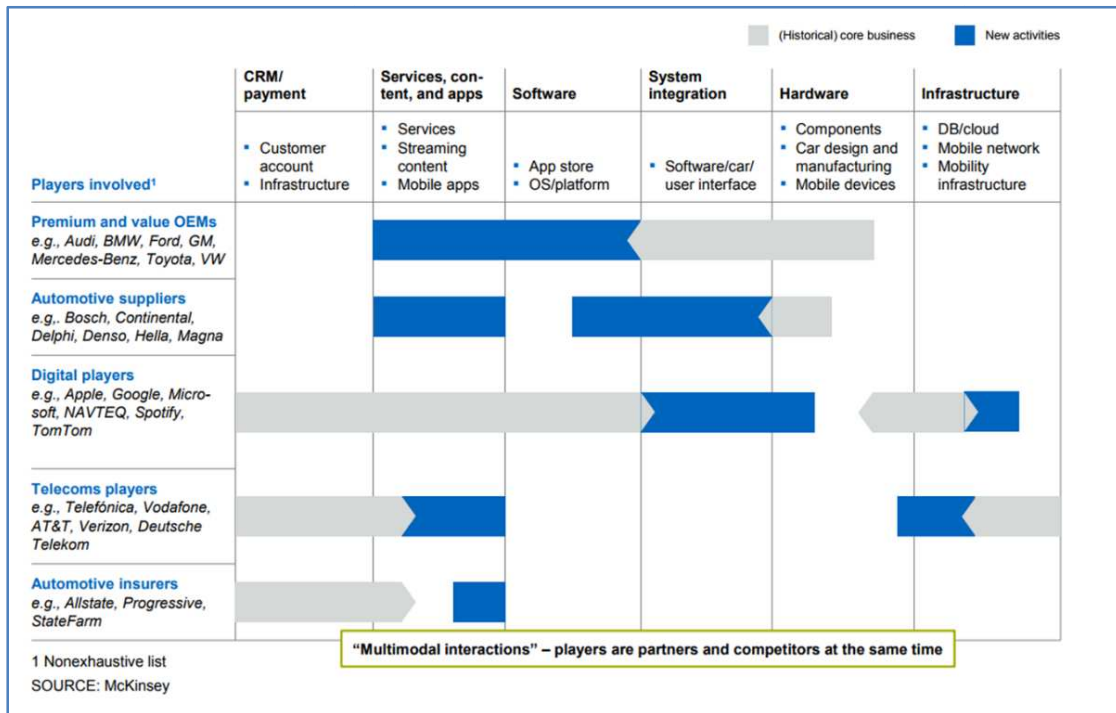 (Historical) core business
New activities
CRM/
payment
Services, con-
tent, and apps
Software
System
integration
Hardware
Infrastructure
Players involved1
▪ Customer
account
▪ Infrastructure
▪ Services
▪ Streaming
content
▪ Mobile apps
▪ App store
▪ OS/platform
▪ Software/car/
user interface
▪ Components
▪ Car design and
manufacturing
▪ Mobile devices
▪ DB/cloud
▪ Mobile network
▪ Mobility
infrastructure
Premium and value OEMs
e.g., Audi, BMW, Ford, GM,
Mercedes-Benz, Toyota, VW
Automotive suppliers
e.g,. Bosch, Continental,
Delphi, Denso, Hella, Magna
Digital players
e.g., Apple, Google, Micro-
soft, NAVTEQ, Spotify,
TomTom
Telecoms players
e.g., Telefónica, Vodafone,
AT&T, Verizon, Deutsche
Telekom
Automotive insurers
e.g., Allstate, Progressive,
StateFarm
“Multimodal interactions” – players are partners and competitors at the same time
1 Nonexhaustive list
SOURCE: McKinsey